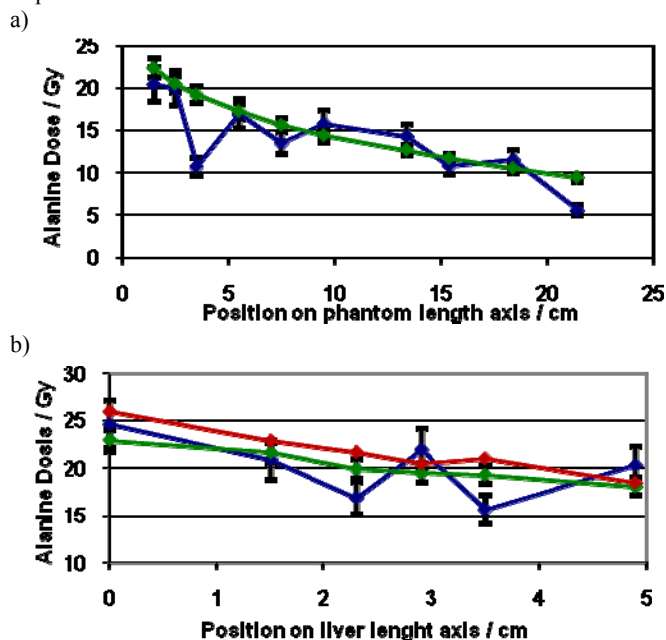 a)
25
20
15
10
5
0
Alanine Dose / Gy
0 5 10 15 20 25
Position on phantom length axis / cm
b)
30
25
20
15
10
Alanine Dosis / Gy
0 1 2 3 4 5
Position on liver lenght axis / cm